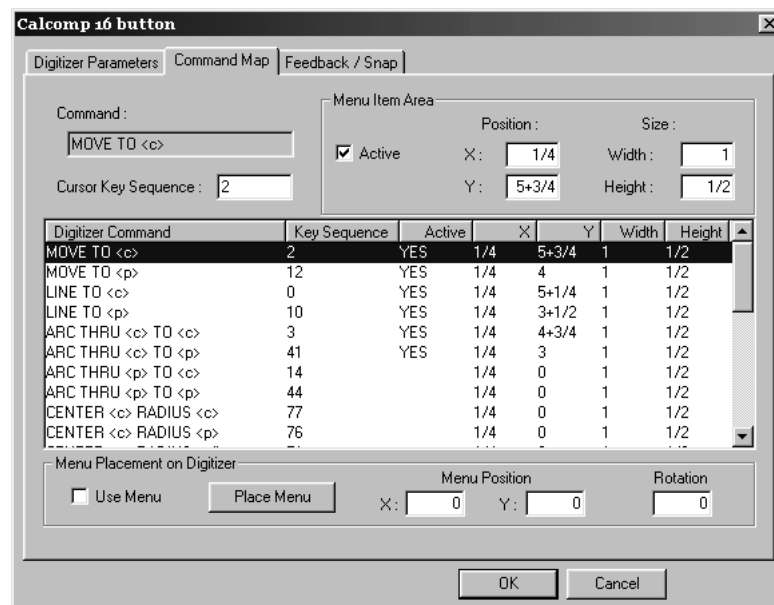 Calcomp 16 button
Digitizer Parameters Command Map Feedback / Snap
Command :
MOVE TO <c>
Cursor Key Sequence : 2
Menu Item Area
Position : Size :
Active X : 1/4 Width : 1
Y : 5+3/4 Height : 1/2
Digitizer Command Key Sequence Active X Y Width Height
MOVE TO <c> 2 YES 1/4 5+3/4 1 1/2
MOVE TO <p> 12 YES 1/4 4 1 1/2
LINE TO <c> 0 YES 1/4 5+1/4 1 1/2
LINE TO <p> 10 YES 1/4 3+1/2 1 1/2
ARC THRU <c> TO <c> 3 YES 1/4 4+3/4 1 1/2
ARC THRU <c> TO <p> 41 YES 1/4 3 1 1/2
ARC THRU <p> TO <c> 14 1/4 0 1 1/2
ARC THRU <p> TO <p> 44 1/4 0 1 1/2
CENTER <c> RADIUS <c> 77 1/4 0 1 1/2
CENTER <c> RADIUS <p> 76 1/4 0 1 1/2
Menu Placement on Digitizer
Use Menu Place Menu Menu Position X : 0 Y : 0 Rotation 0
OK Cancel